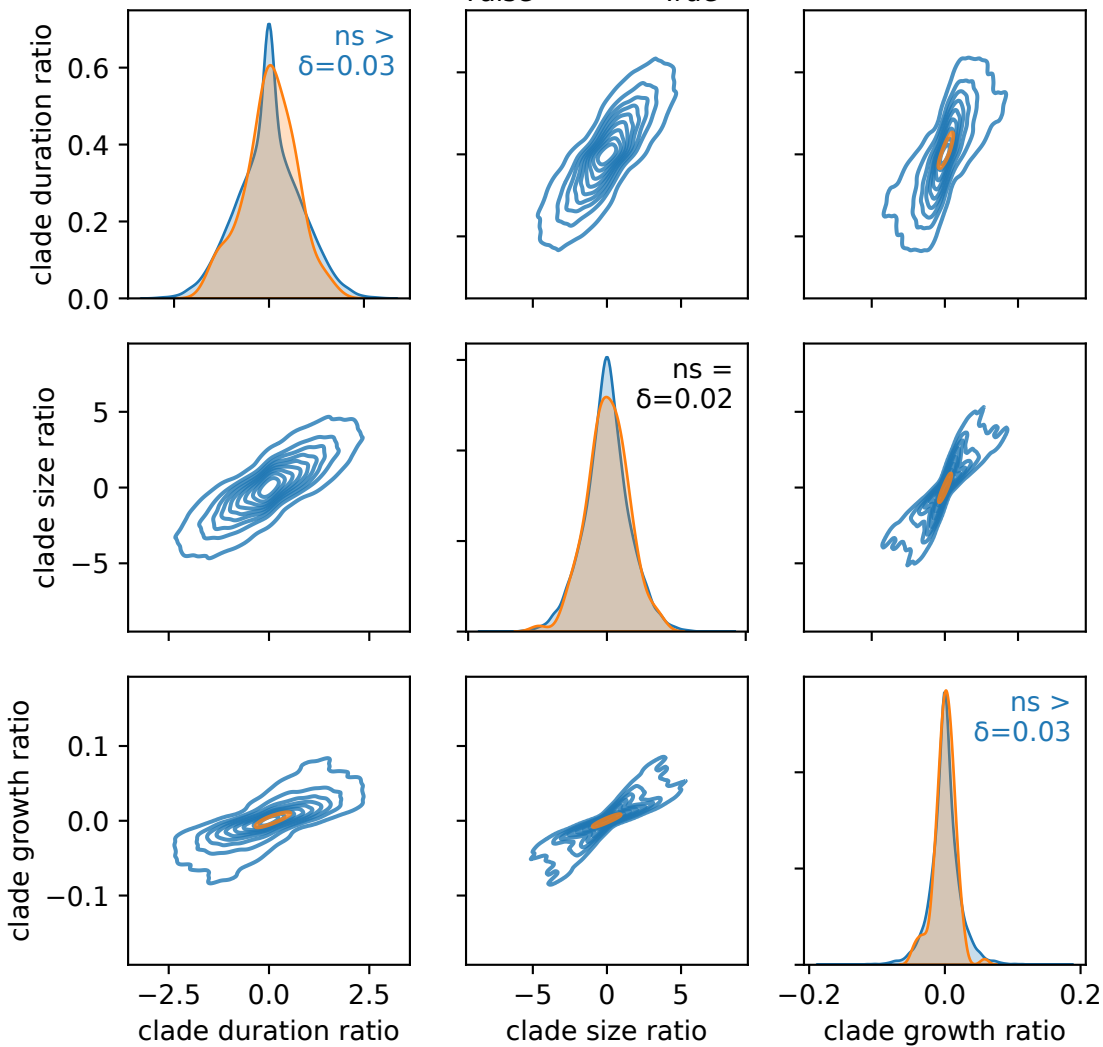 clade duration ratio
0.6
0.4
0.2
0.0
ns >
δ=0.03
clade size ratio
5
0
−5
−5
0
5
ns =
δ=0.02
clade growth ratio
0.1
0.0
−0.1
ns >
δ=0.03
−2.5
0.0
2.5
−5
0
5
−0.2
0.0
0.2
clade duration ratio
clade size ratio
clade growth ratio